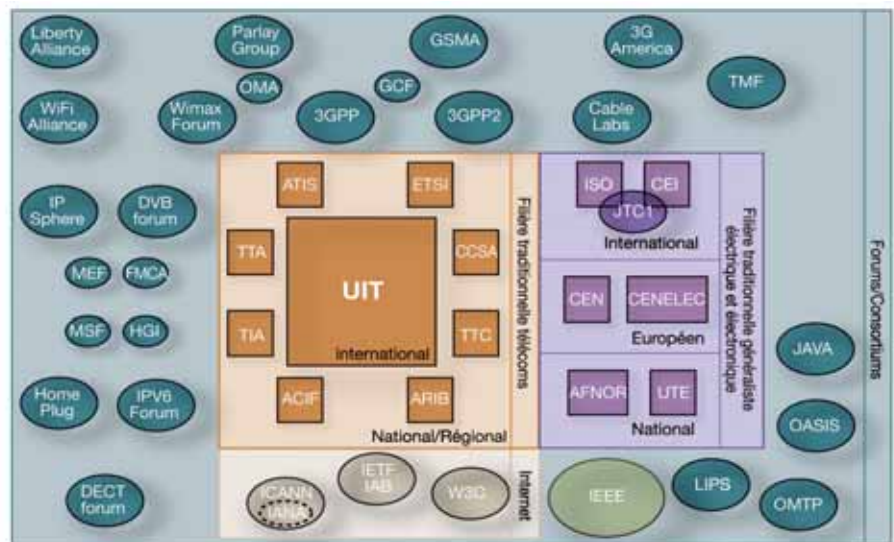 Liberty
Alliance
Parlay
Group
GSMA
3G
America
TMF
OMA
GCF
WiFi
Alliance
Wimax
Forum
3GPP
3GPP2
Cable
Labs
ATIS
ETSI
TTA
CCSA
UIT
international
TIA
TTC
ACIF
ARIB
National/Régional
Filière traditionnelle télécoms
ISO
CEI
JTC1
International
CEN
CENELEC
Européen
AFNOR
UTE
National
Filière traditionnelle généraliste
électrique et électronique
Forums/Consortiums
IP
Sphere
DVB
forum
MEF
FMCA
MSF
HGI
Home
Plug
IPV6
Forum
DECT
forum
ICANN
IANA
IETF
IAB
W3C
Internet
IEEE
LIPS
JAVA
OASIS
OMTP